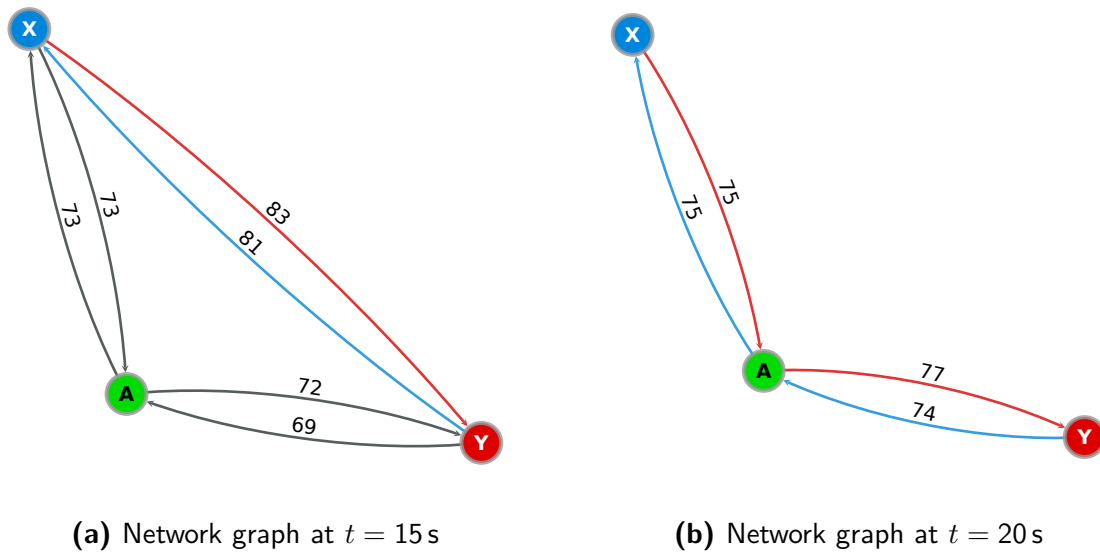 X
X
73
73
83
81
75
75
A
72
69
Y
A
77
74
Y
(a) Network graph at t = 15 s
(b) Network graph at t = 20 s